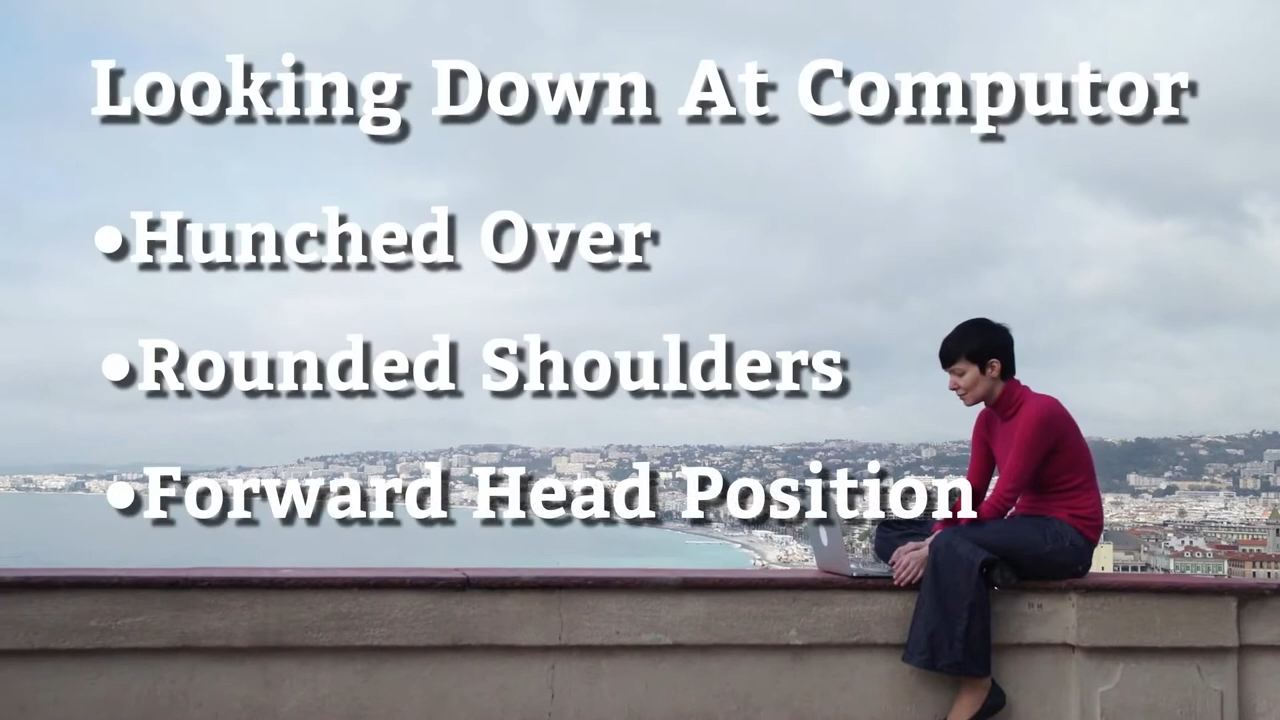 Looking Down At Computor
•Hunched Over
•Rounded Shoulders
•Forward Head Position